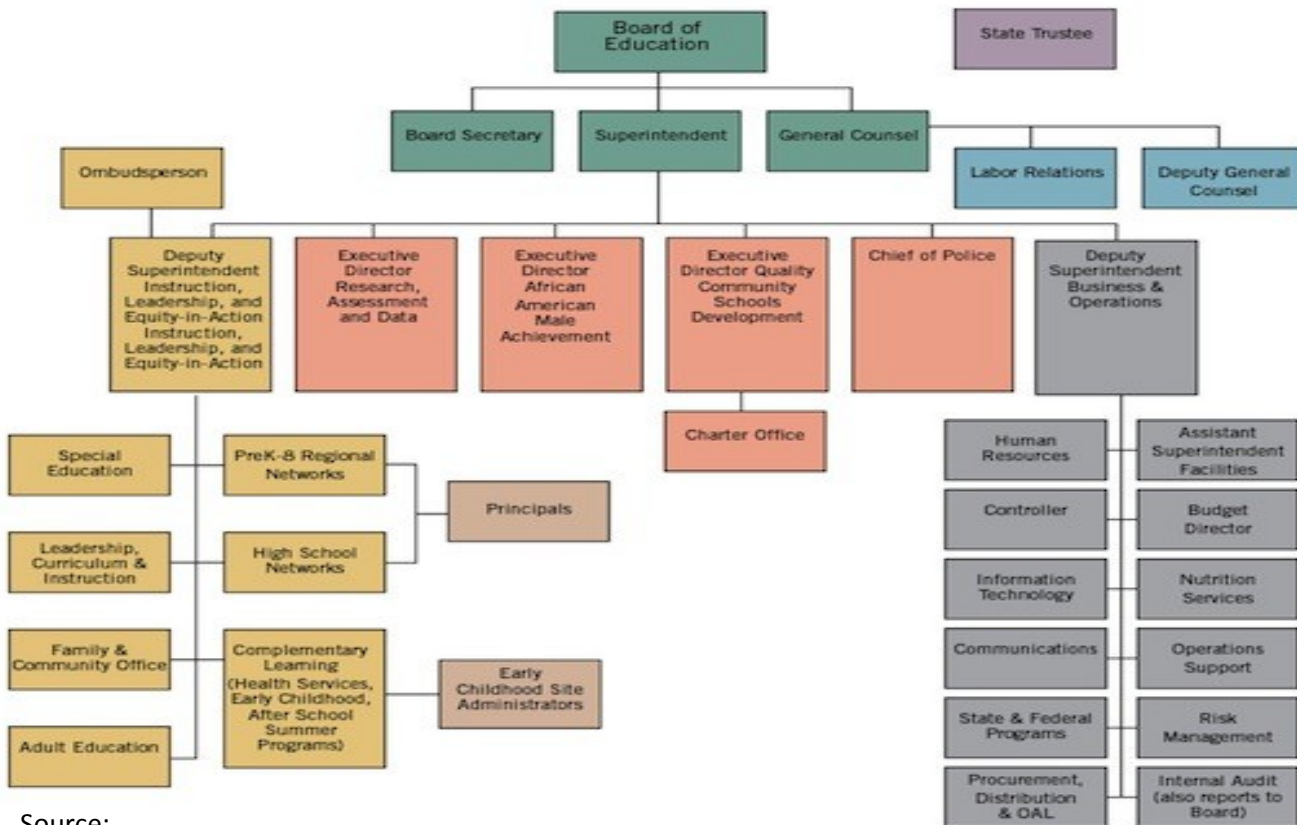 Board of
Education
State Trustee
Board Secretary
Superintendent
General Counsel
Labor Relations
Deputy General
Counsel
Ombudsperson
Deputy
Superintendent
Instruction,
Leadership, and
Equity-in-Action
Instruction,
Leadership, and
Equity-in-Action
Executive
Director
Research,
Assessment
and Data
Executive
Director
African
American
Male
Achievement
Executive
Director Quality
Community
Schools
Development
Chief of Police
Deputy
Superintendent
Business &
Operations
Charter Office
Special
Education
PreK-8 Regional
Networks
Principals
Leadership,
Curriculum &
Instruction
High School
Networks
Family &
Community Office
Complementary
Learning
(Health Services,
Early Childhood,
After School
Summer
Programs)
Early
Childhood Site
Administrators
Adult Education
Human
Resources
Assistant
Superintendent
Facilities
Controller
Budget
Director
Information
Technology
Nutrition
Services
Communications
Operations
Support
State & Federal
Programs
Risk
Management
Procurement,
Distribution
& OAL
Internal Audit
(also reports to
Board)
Source: